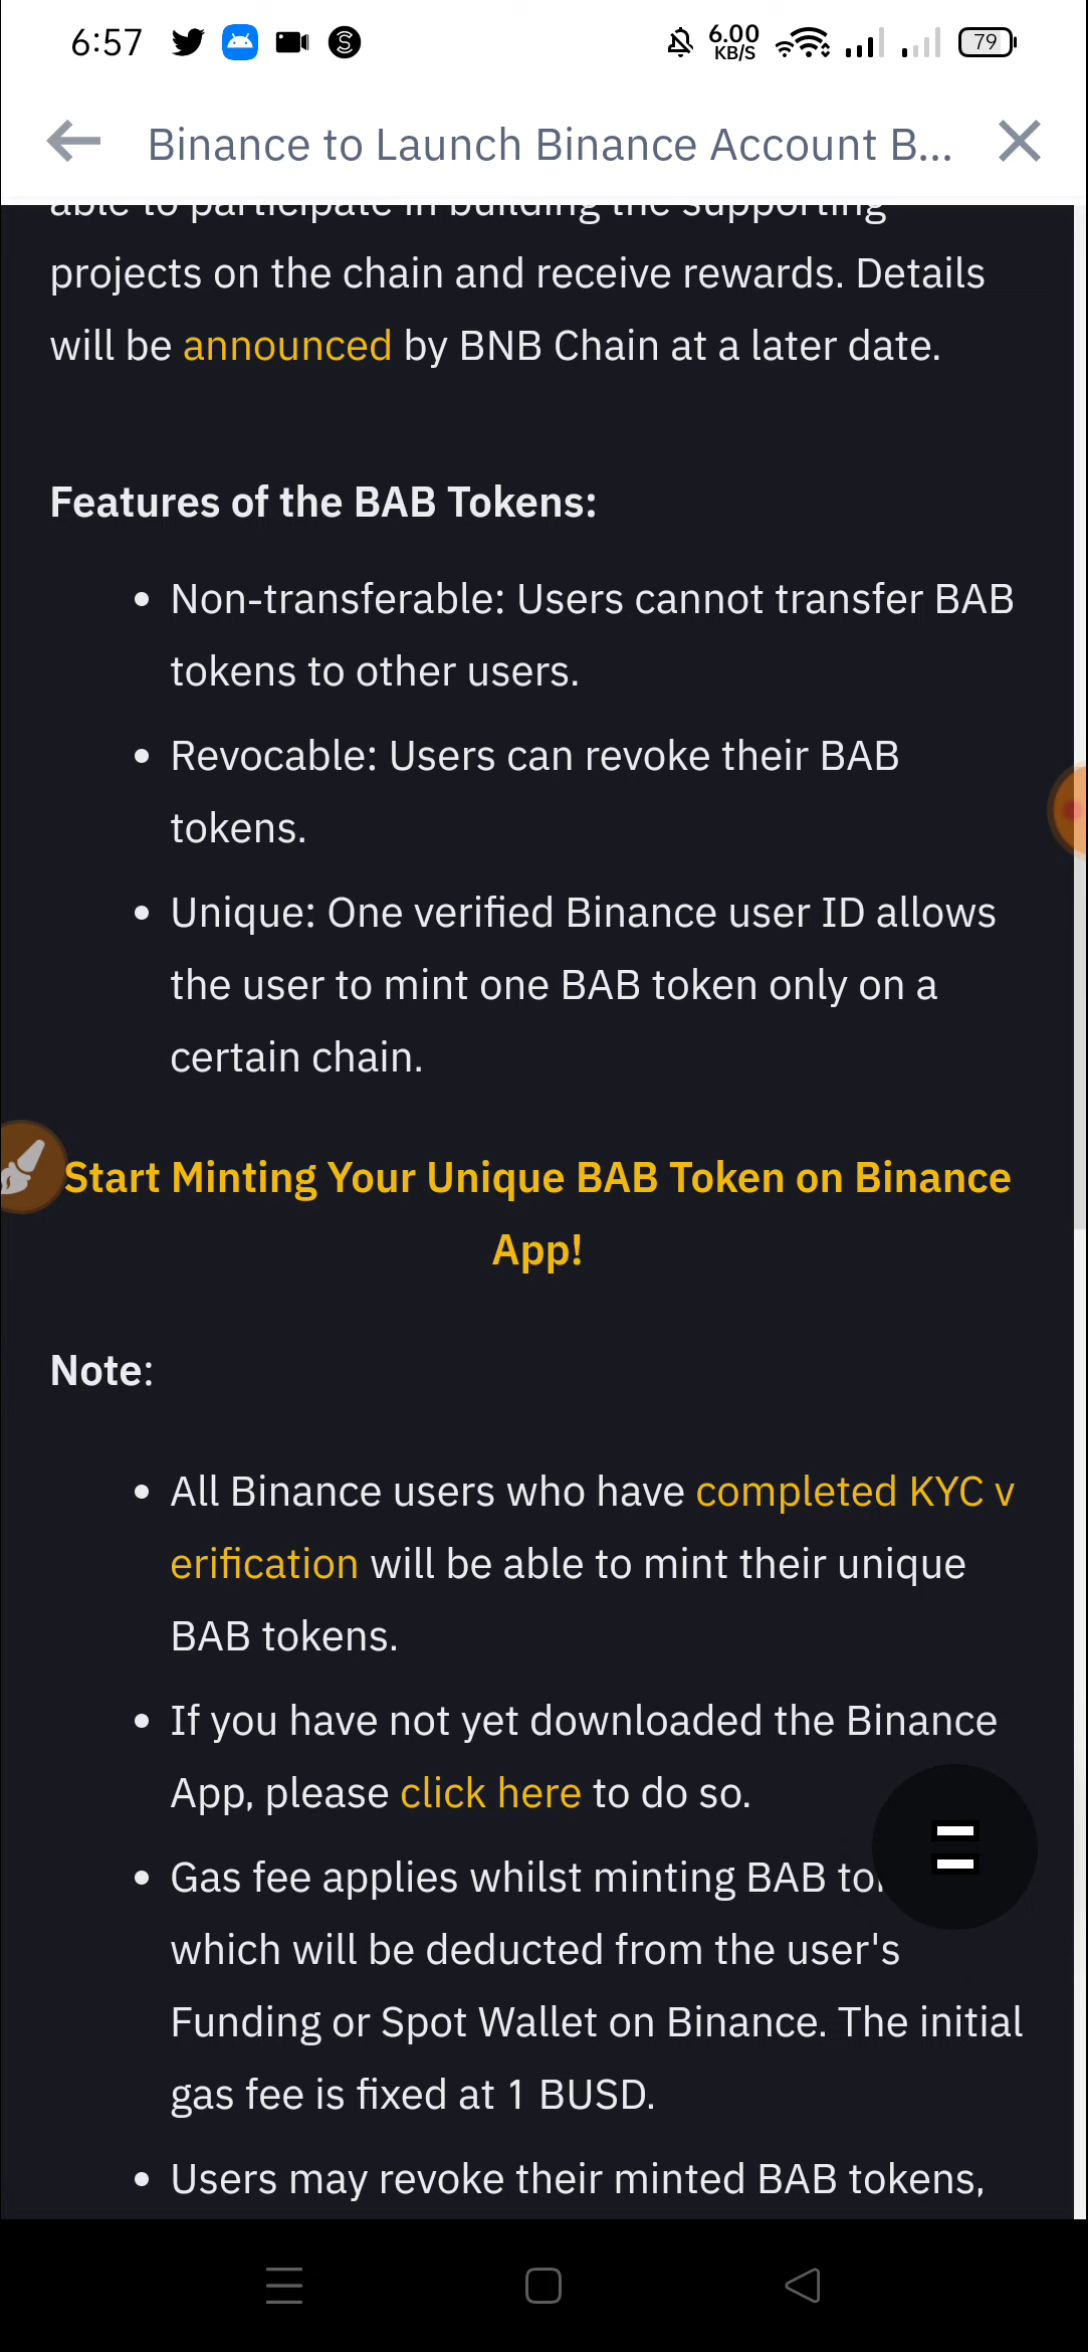 6:57
6.00
KB/S
79
Binance to Launch Binance Account B...
able to participate in building the supporting
projects on the chain and receive rewards. Details
will be announced by BNB Chain at a later date.
Features of the BAB Tokens:
• Non-transferable: Users cannot transfer BAB
tokens to other users.
• Revocable: Users can revoke their BAB
tokens.
• Unique: One verified Binance user ID allows
the user to mint one BAB token only on a
certain chain.
Start Minting Your Unique BAB Token on Binance
App!
Note:
• All Binance users who have completed KYC v
erification will be able to mint their unique
BAB tokens.
• If you have not yet downloaded the Binance
App, please click here to do so.
• Gas fee applies whilst minting BAB
which will be deducted from the user's
Funding or Spot Wallet on Binance. The initial
gas fee is fixed at 1 BUSD.
• Users may revoke their minted BAB tokens,